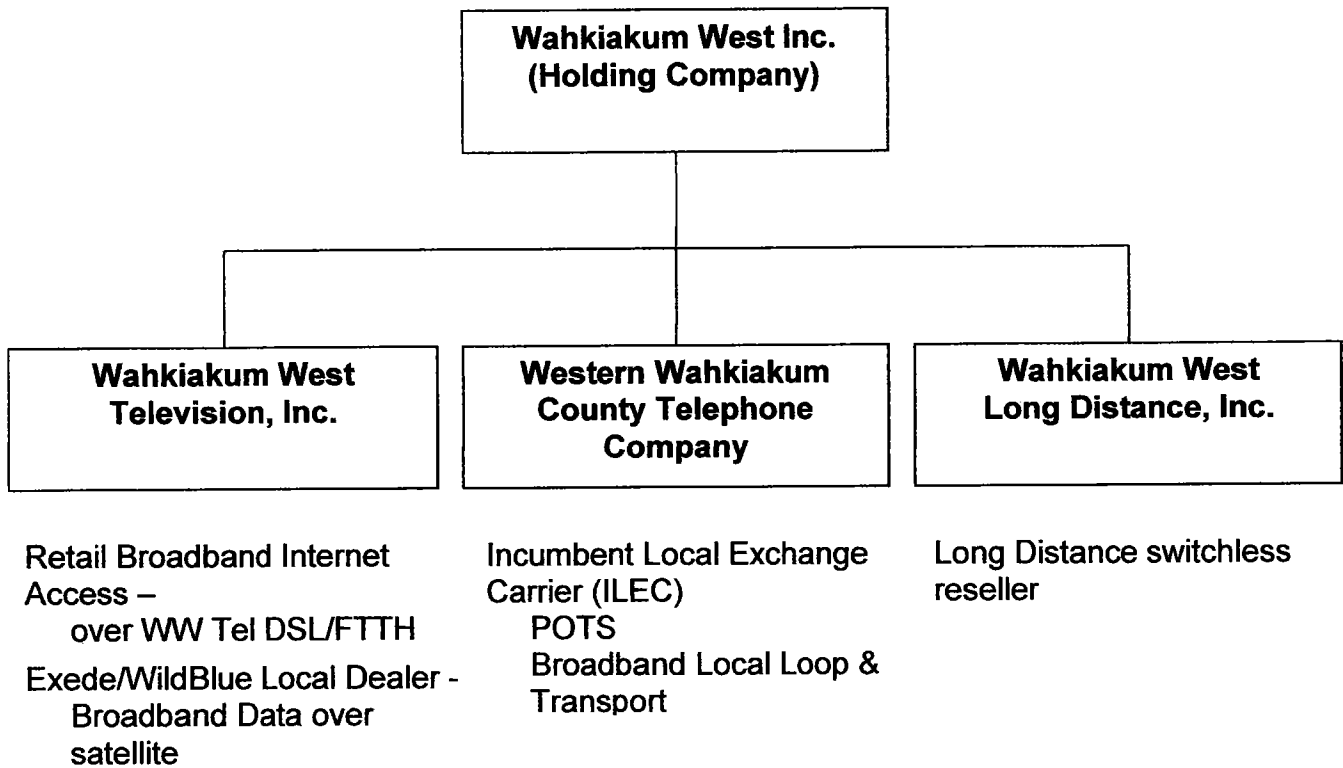 Wahkiakum West Inc.
(Holding Company)
Wahkiakum West
Television, Inc.
Western Wahkiakum
County Telephone
Company
Wahkiakum West
Long Distance, Inc.
Retail Broadband Internet
Access –
over WW Tel DSL/FTTH
Exede/WildBlue Local Dealer -
Broadband Data over
satellite
Incumbent Local Exchange
Carrier (ILEC)
POTS
Broadband Local Loop &
Transport
Long Distance switchless
reseller